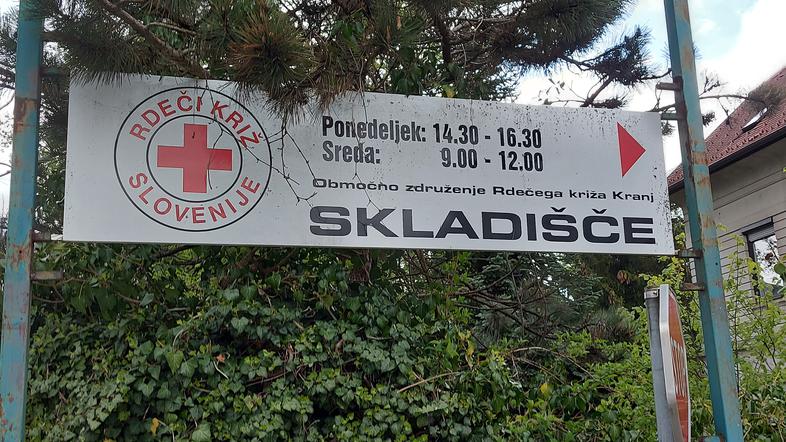 RDEČI KRIŽ
SLOVENIJE
Ponedeljek: 14.30 - 16.30
Sreda: 9.00 - 12.00
Območno združenje Rdečega križa Kranj
SKLADIŠČE